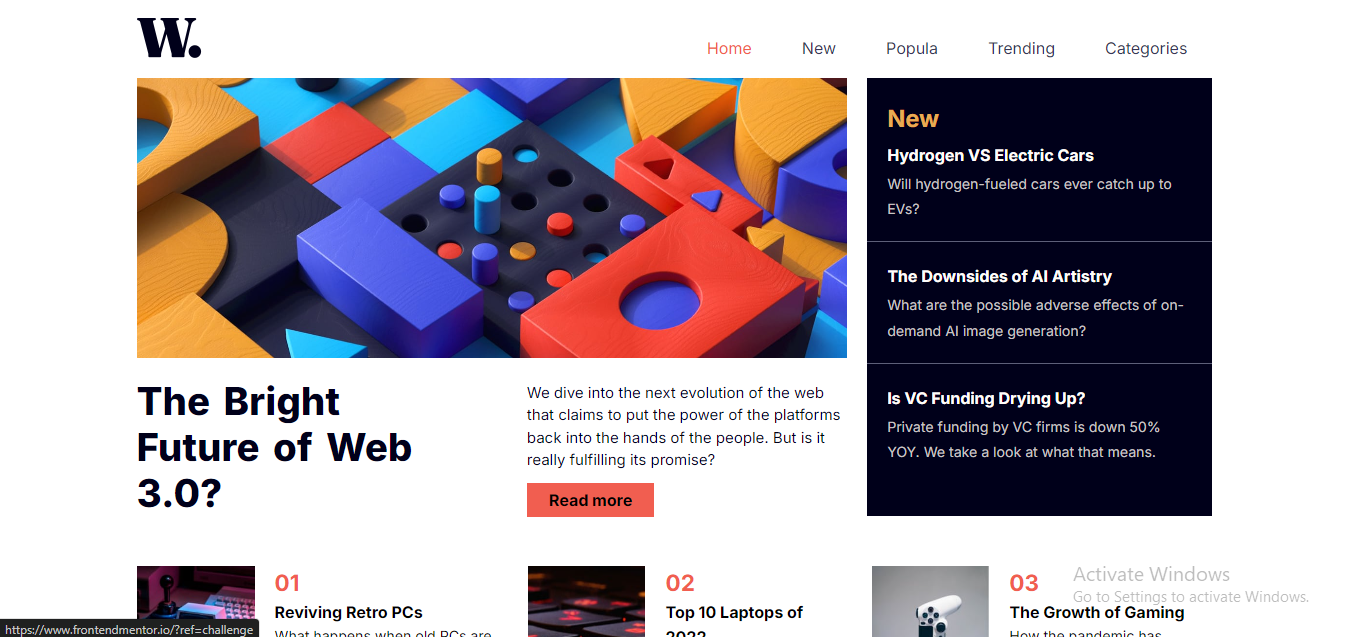 W.
Home New Popula Trending Categories
New
Hydrogen VS Electric Cars
Will hydrogen-fueled cars ever catch up to
EVs?
The Downsides of AI Artistry
What are the possible adverse effects of on-
demand AI image generation?
Is VC Funding Drying Up?
Private funding by VC firms is down 50%
YOY. We take a look at what that means.
The Bright
Future of Web
3.0?
We dive into the next evolution of the web
that claims to put the power of the platforms
back into the hands of the people. But is it
really fulfilling its promise?
Read more
01
Reviving Retro PCs
What happens when old PCs are
02
Top 10 Laptops of
2022
03
The Growth of Gaming
How the pandemic has
Activate Windows
Go to Settings to activate Windows.
https://www.frontendmentor.io/?ref=challenge